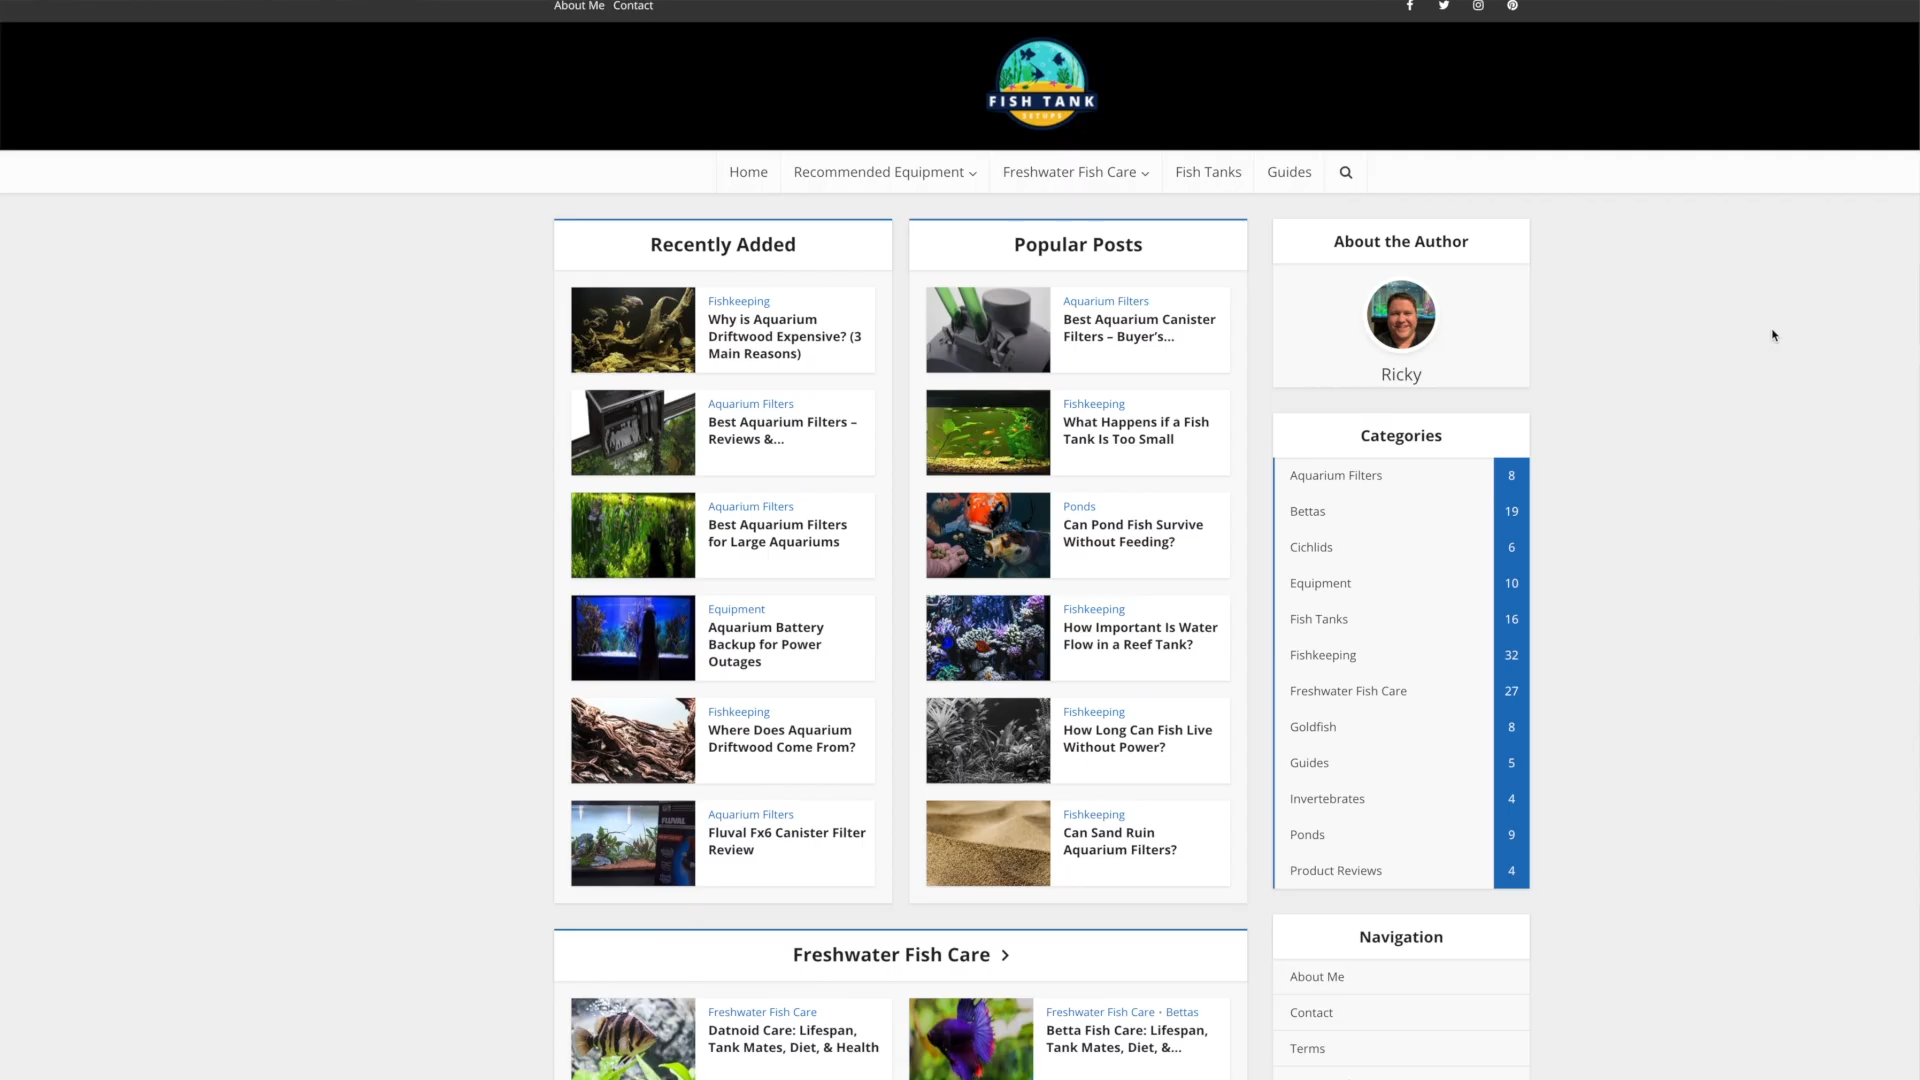 About Me Contact
FISH TANK
SETUPS
Home Recommended Equipment Freshwater Fish Care Fish Tanks Guides
Recently Added
Fishkeeping
Why is Aquarium
Driftwood Expensive? (3
Main Reasons)
Aquarium Filters
Best Aquarium Filters –
Reviews &...
Aquarium Filters
Best Aquarium Filters
for Large Aquariums
Equipment
Aquarium Battery
Backup for Power
Outages
Fishkeeping
Where Does Aquarium
Driftwood Come From?
FLUVAL
Aquarium Filters
Fluval Fx6 Canister Filter
Review
Popular Posts
Aquarium Filters
Best Aquarium Canister
Filters – Buyer's...
Fishkeeping
What Happens if a Fish
Tank Is Too Small
Ponds
Can Pond Fish Survive
Without Feeding?
Fishkeeping
How Important Is Water
Flow in a Reef Tank?
Fishkeeping
How Long Can Fish Live
Without Power?
Fishkeeping
Can Sand Ruin
Aquarium Filters?
Freshwater Fish Care >
Freshwater Fish Care
Datnoid Care: Lifespan,
Tank Mates, Diet, & Health
Freshwater Fish Care • Bettas
Betta Fish Care: Lifespan,
Tank Mates, Diet, &...
About the Author
Ricky
Categories
Aquarium Filters 8
Bettas 19
Cichlids 6
Equipment 10
Fish Tanks 16
Fishkeeping 32
Freshwater Fish Care 27
Goldfish 8
Guides 5
Invertebrates 4
Ponds 9
Product Reviews 4
Navigation
About Me
Contact
Terms